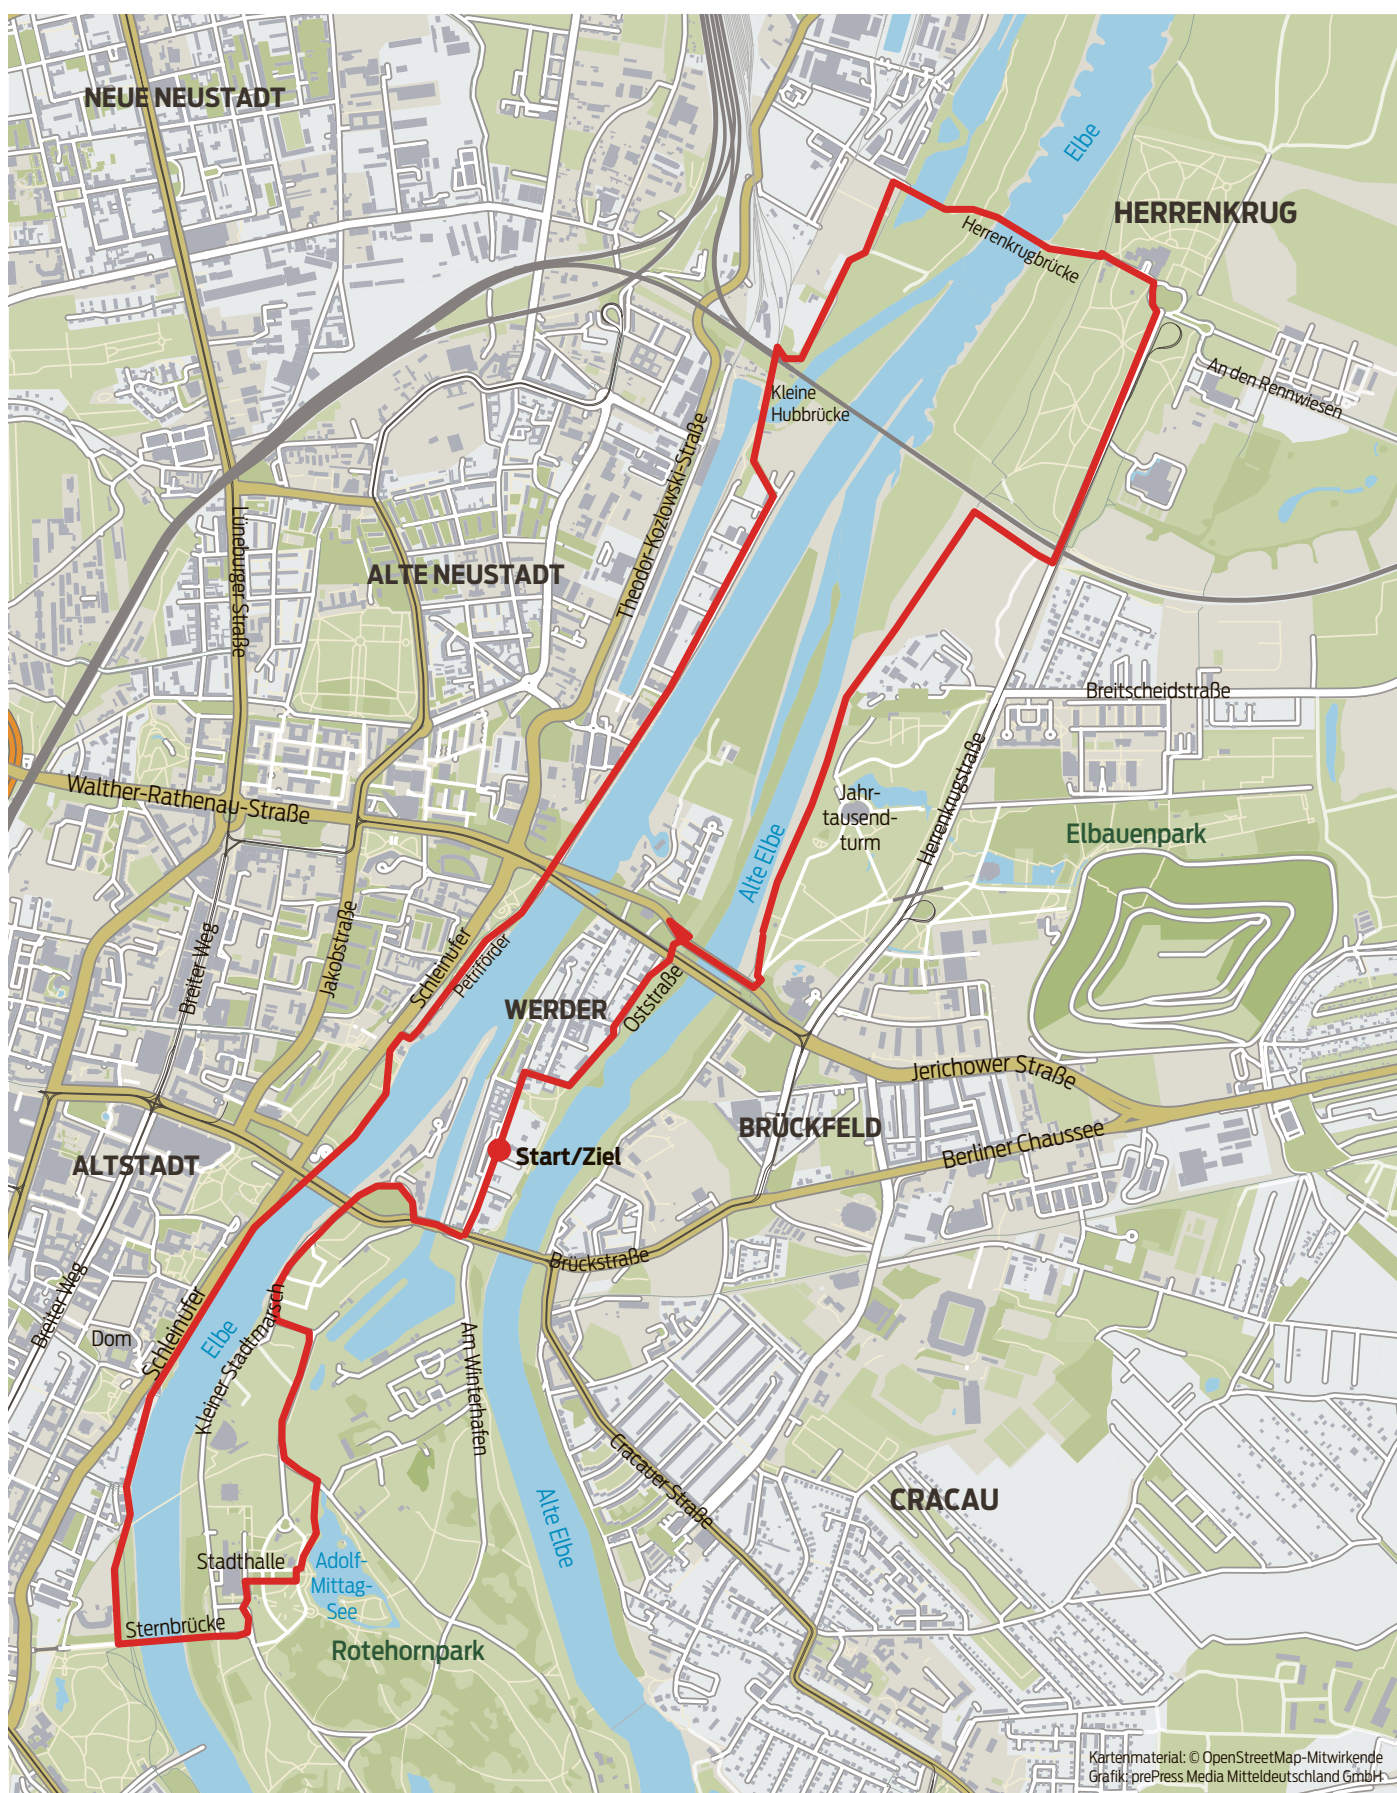 NEUE NEUSTADT
Elbe
HERRENKRUG
Herrenkrugbrücke
An den Rennwiesen
Kleine
Hubbrücke
Theodor-Kozlowski-Straße
Lüneburger Straße
ALTE NEUSTADT
Breitscheidstraße
Herrenkrugstraße
Walther-Rathenau-Straße
Jahr-
tausend-
turm
Elbauenpark
Alte Elbe
Breiter Weg
Jakobstraße
Schleinufer
Petriförder
WERDER
Oststraße
Jerichower Straße
BRÜCKFELD
Berliner Chaussee
ALTSTADT
Start/Ziel
Brückstraße
Breiter Weg
Dom
Schleinufer
Elbe
Kleiner Stadtmarsch
Am Winterhafen
Cracauer Straße
CRACAU
Alte Elbe
Stadthalle
Adolf-
Mittag-
See
Sternbrücke
Rotehornpark
Kartenmaterial: © OpenStreetMap-Mitwirkende
Grafik: prePress Media Mitteldeutschland GmbH